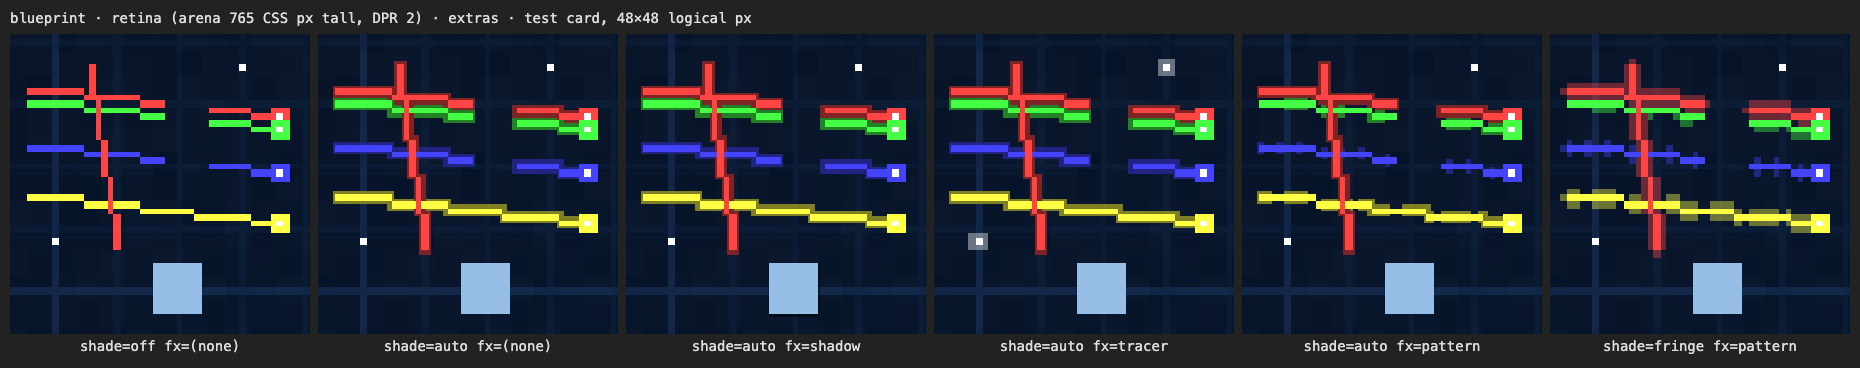 blueprint · retina (arena 765 CSS px tall, DPR 2) · extras · test card, 48×48 logical px
shade=off fx=(none)
shade=auto fx=(none)
shade=auto fx=shadow
shade=auto fx=tracer
shade=auto fx=pattern
shade=fringe fx=pattern